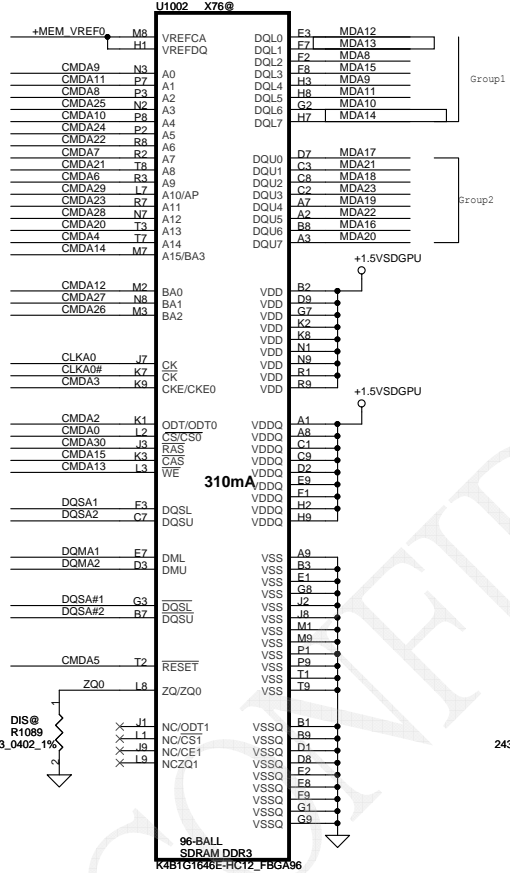 U1002 X76@
+MEM_VREF0 M8 VREFCA
H1 VREFDQ
CMDA9 N3 A0
CMDA11 P7 A1
CMDA8 P3 A2
CMDA25 N2 A3
CMDA10 P8 A4
CMDA24 P2 A5
CMDA22 R8 A6
CMDA7 R2 A7
CMDA21 T8 A8
CMDA6 R3 A9
CMDA29 L7 A10/AP
CMDA23 R7 A11
CMDA28 N7 A12
CMDA20 T3 A13
CMDA4 T7 A14
CMDA14 M7 A15/BA3
CMDA12 M2 BA0
CMDA27 N8 BA1
CMDA26 M3 BA2
CLKA0 J7 CK
CLKA0# K7 CK
CMDA3 K9 CKE/CKE0
CMDA2 K1 ODT/ODT0
CMDA0 L2 CS/CS0
CMDA30 J3 RAS
CMDA15 K3 CAS
CMDA13 L3 WE
310mA
DQSA1 F3 DQSL
DQSA2 C7 DQSU
DQMA1 E7 DML
DQMA2 D3 DMU
DQSA#1 G3 DQSL
DQSA#2 B7 DQSU
CMDA5 T2 RESET
ZQ0 L8 ZQ/ZQ0
J1 NC/ODT1
L1 NC/CS1
J9 NC/CE1
L9 NCZQ1
1
DIS@
R1089
3_0402_1%
2
DQL0 E3 MDA12
DQL1 F7 MDA13
DQL2 F2 MDA8
DQL3 F8 MDA15
DQL4 H3 MDA9
DQL5 H8 MDA11
DQL6 G2 MDA10
DQL7 H7 MDA14
Group1
DQU0 D7 MDA17
DQU1 C3 MDA21
DQU2 C8 MDA18
DQU3 C2 MDA23
DQU4 A7 MDA19
DQU5 A2 MDA22
DQU6 B8 MDA16
DQU7 A3 MDA20
Group2
+1.5VSDGPU
VDD B2
VDD D9
VDD G7
VDD K2
VDD K8
VDD N1
VDD N9
VDD R1
VDD R9
+1.5VSDGPU
VDDQ A1
VDDQ A8
VDDQ C1
VDDQ C9
VDDQ D2
VDDQ E9
VDDQ F1
VDDQ H2
VDDQ H9
VSS A9
VSS B3
VSS E1
VSS G8
VSS J2
VSS J8
VSS M1
VSS M9
VSS P1
VSS P9
VSS T1
VSS T9
VSSQ B1
VSSQ B9
VSSQ D1
VSSQ D8
VSSQ E2
VSSQ E8
VSSQ F9
VSSQ G1
VSSQ G9
243
96-BALL
SDRAM DDR3
K4B1G1646E-HC12_FBGA96
CONFI